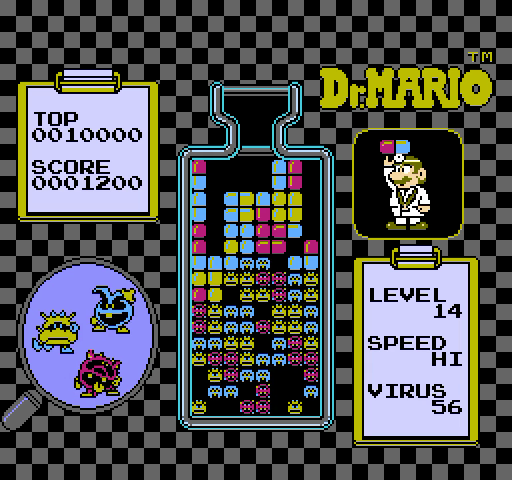 TM
Dr. MARIO
TOP
0010000
SCORE
0001200
LEVEL
14
SPEED
HI
VIRUS
56